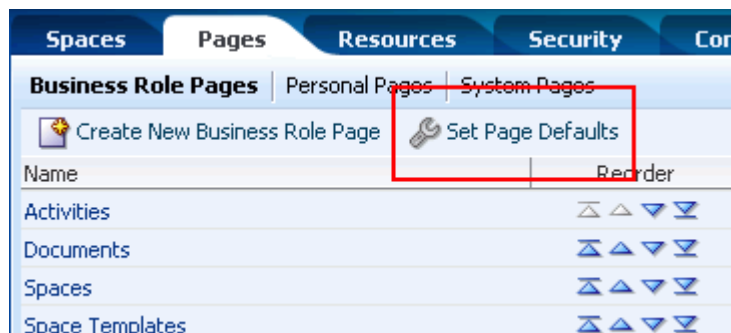 Spaces Pages Resources Security Cor
Business Role Pages Personal Pages System Pages
Create New Business Role Page Set Page Defaults
Name Reorder
Activities
Documents
Spaces
Space Templates